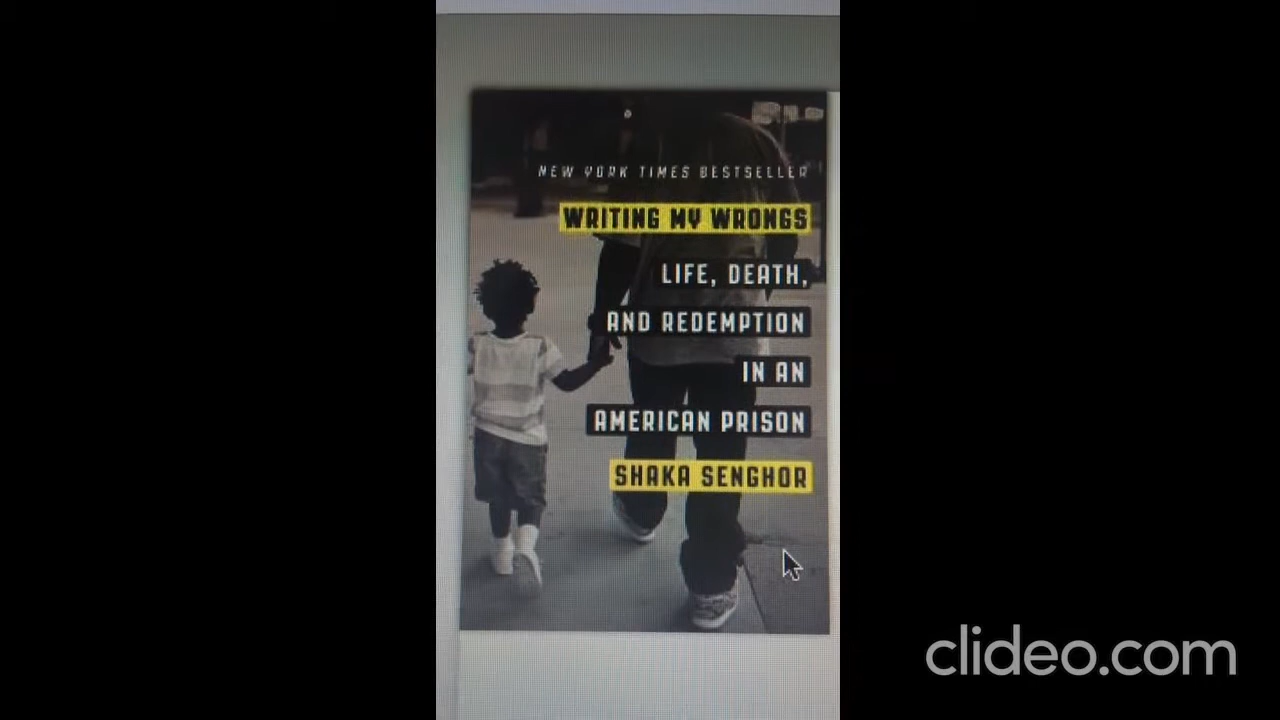 NEW YORK TIMES BESTSELLER
WRITING MY WRONGS
LIFE, DEATH,
AND REDEMPTION
IN AN
AMERICAN PRISON
SHAKA SENGHOR
clideo.com